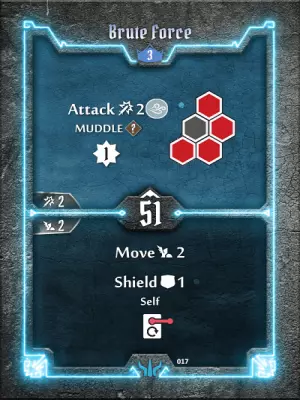 Brute Force
3
Attack 2
MUDDLE ?
1
2
2
51
Move 2
Shield 1
Self
017